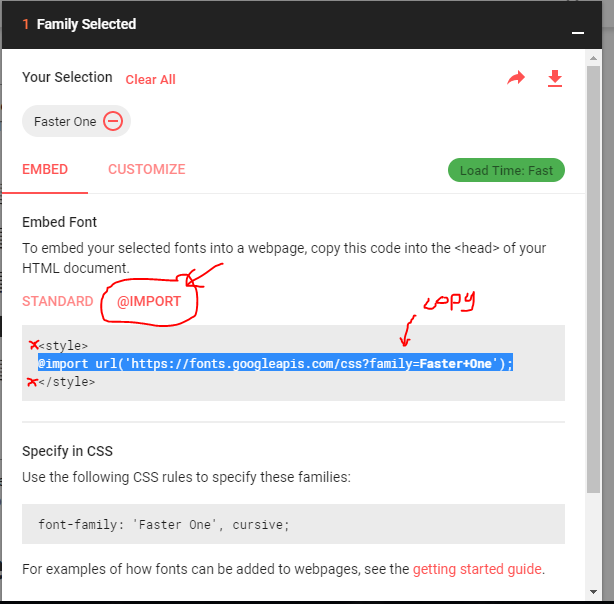 1 Family Selected
Your Selection Clear All
Faster One
EMBED CUSTOMIZE Load Time: Fast
Embed Font
To embed your selected fonts into a webpage, copy this code into the <head> of your
HTML document.
STANDARD @IMPORT
copy
<style>
@import url('https://fonts.googleapis.com/css?family=Faster+One');
</style>
Specify in CSS
Use the following CSS rules to specify these families:
font-family: 'Faster One', cursive;
For examples of how fonts can be added to webpages, see the getting started guide.